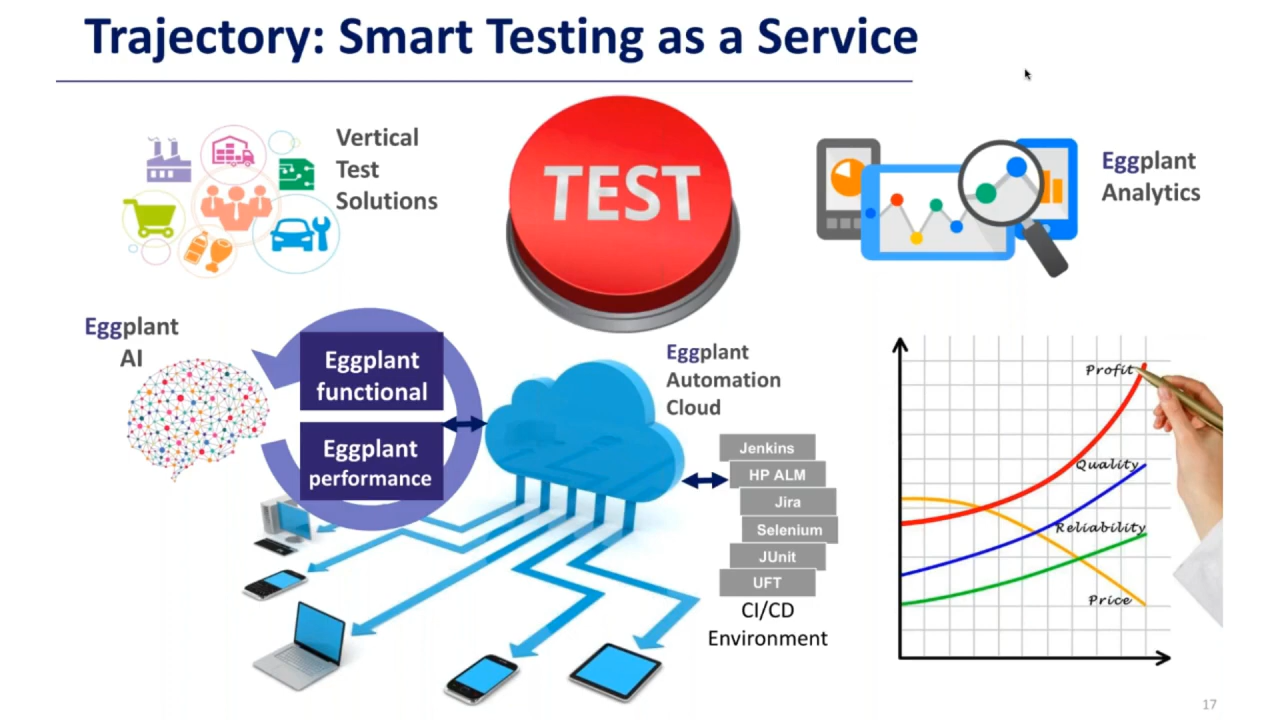 Trajectory: Smart Testing as a Service
Vertical
Test
Solutions
TEST
Eggplant
Analytics
Eggplant
AI
Eggplant
functional
Eggplant
performance
Eggplant
Automation
Cloud
Jenkins
HP ALM
Jira
Selenium
JUnit
UFT
CI/CD
Environment
Profit
Quality
Reliability
Price
17